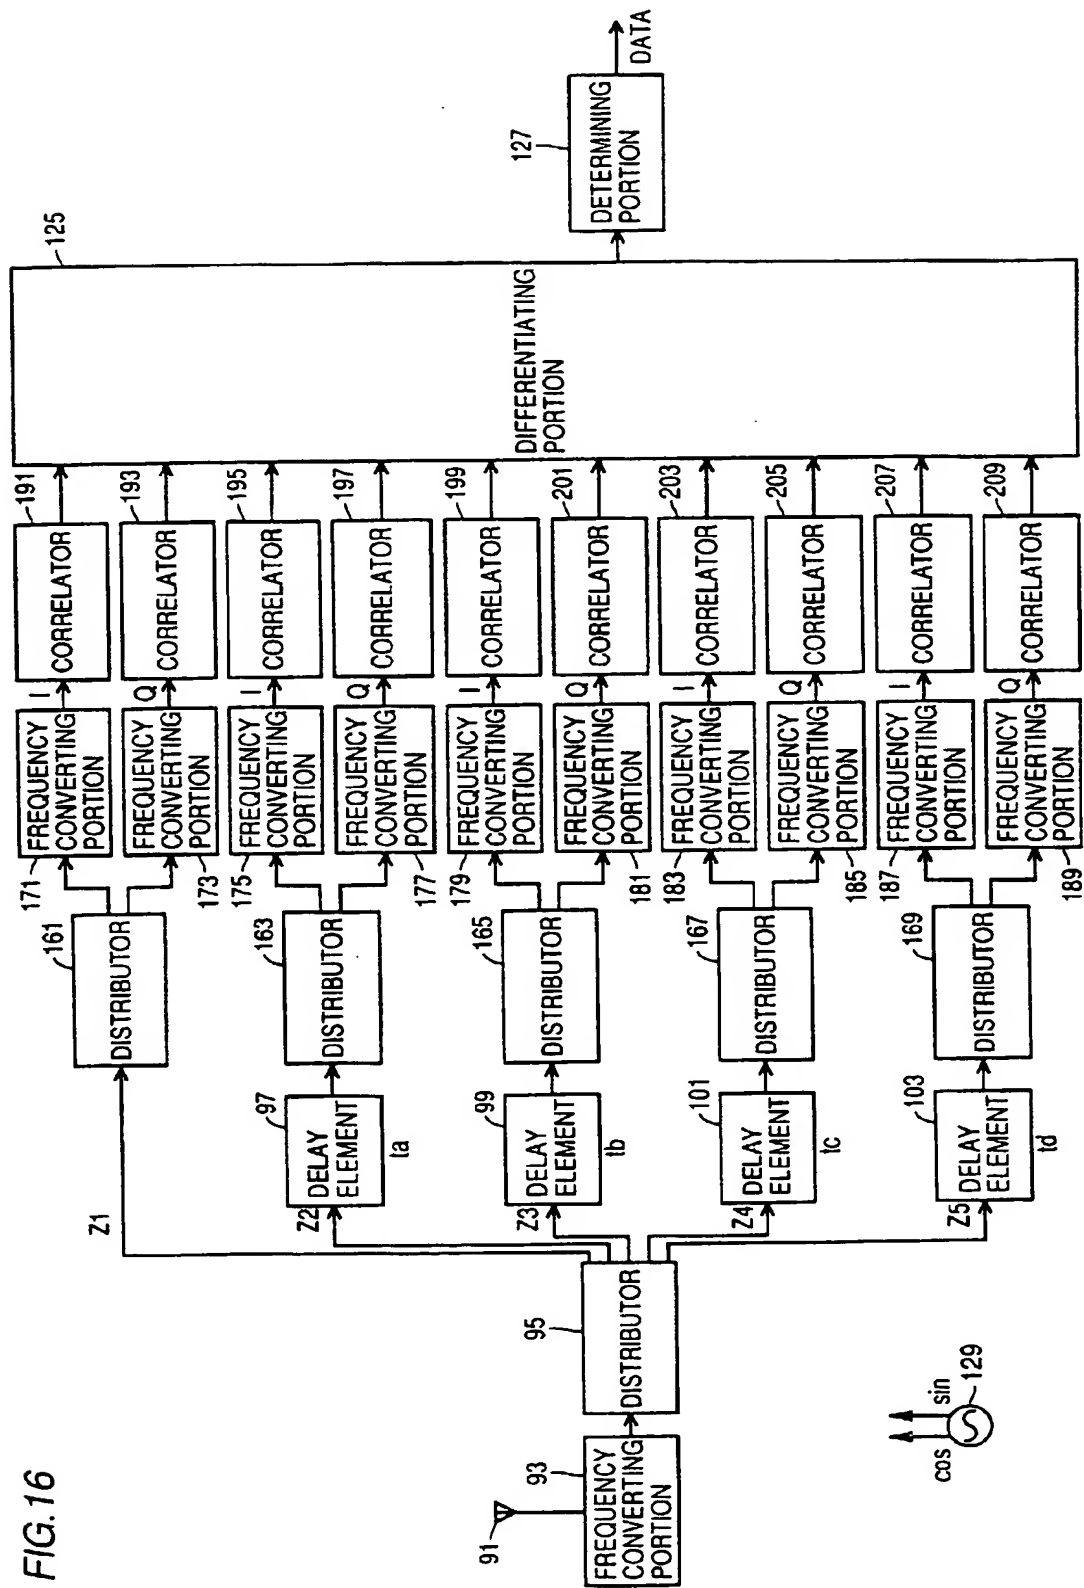 FIG.16
91
93
FREQUENCY
CONVERTING
PORTION
95
DISTRIBUTOR
cos
sin
129
Z1
Z2
Z3
Z4
Z5
97
DELAY
ELEMENT
ta
99
DELAY
ELEMENT
tb
101
DELAY
ELEMENT
tc
103
DELAY
ELEMENT
td
161
DISTRIBUTOR
163
DISTRIBUTOR
165
DISTRIBUTOR
167
DISTRIBUTOR
169
DISTRIBUTOR
171
FREQUENCY
CONVERTING
PORTION
I
173
FREQUENCY
CONVERTING
PORTION
Q
175
FREQUENCY
CONVERTING
PORTION
I
177
FREQUENCY
CONVERTING
PORTION
Q
179
FREQUENCY
CONVERTING
PORTION
I
181
FREQUENCY
CONVERTING
PORTION
Q
183
FREQUENCY
CONVERTING
PORTION
I
185
FREQUENCY
CONVERTING
PORTION
Q
187
FREQUENCY
CONVERTING
PORTION
I
189
FREQUENCY
CONVERTING
PORTION
Q
191
CORRELATOR
193
CORRELATOR
195
CORRELATOR
197
CORRELATOR
199
CORRELATOR
201
CORRELATOR
203
CORRELATOR
205
CORRELATOR
207
CORRELATOR
209
CORRELATOR
125
DIFFERENTIATING
PORTION
127
DETERMINING
PORTION
DATA